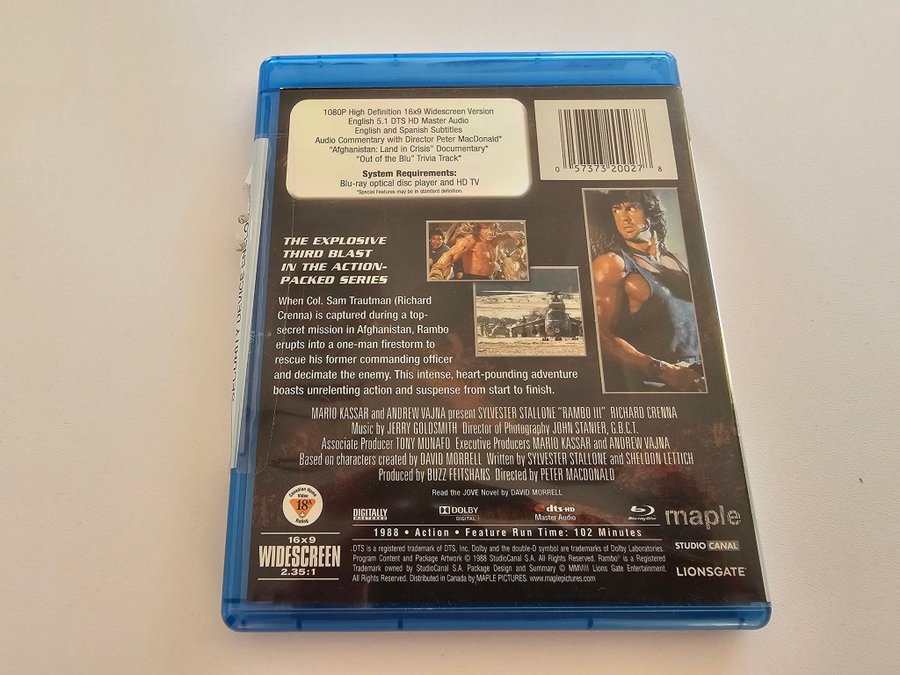 1080P High Definition 16x9 Widescreen Version
English 5.1 DTS HD Master Audio
English and Spanish Subtitles
Audio Commentary with Director Peter MacDonald*
"Afghanistan: Land in Crisis" Documentary*
"Out of the Blu" Trivia Track*
System Requirements:
Blu-ray optical disc player and HD TV
*Special Features may be in standard definition.
0 57373 20027 8
THE EXPLOSIVE
THIRD BLAST
IN THE ACTION-
PACKED SERIES
When Col. Sam Trautman (Richard
Crenna) is captured during a top-
secret mission in Afghanistan, Rambo
erupts into a one-man firestorm to
rescue his former commanding officer
and decimate the enemy. This intense, heart-pounding adventure
boasts unrelenting action and suspense from start to finish.
MARIO KASSAR and ANDREW VAJNA present SYLVESTER STALLONE "RAMBO III" RICHARD CRENNA
Music by JERRY GOLDSMITH Director of Photography JOHN STANIER, G.B.C.T.
Associate Producer TONY MUNAFO Executive Producers MARIO KASSAR and ANDREW VAJNA
Based on characters created by DAVID MORRELL Written by SYLVESTER STALLONE and SHELDON LETTICH
Produced by BUZZ FEITSHANS Directed by PETER MACDONALD
Read the JOVE Novel by DAVID MORRELL
Canadian Home
Video
18A
Rating
DIGITALLY
MASTERED
DOLBY
DIGITAL
dts-HD
Master Audio
Blu-ray Disc
maple
1988 • Action • Feature Run Time: 102 Minutes
16x9
WIDESCREEN
2.35:1
DTS is a registered trademark of DTS, Inc. Dolby and the double-D symbol are trademarks of Dolby Laboratories.
Program Content and Package Artwork © 1988 StudioCanal S.A. All Rights Reserved. Rambo® is a Registered
Trademark owned by StudioCanal S.A. Package Design and Summary © MMVIII Lions Gate Entertainment.
All Rights Reserved. Distributed in Canada by MAPLE PICTURES. www.maplepictures.com
STUDIO CANAL
LIONSGATE
SECURITY DEVICE